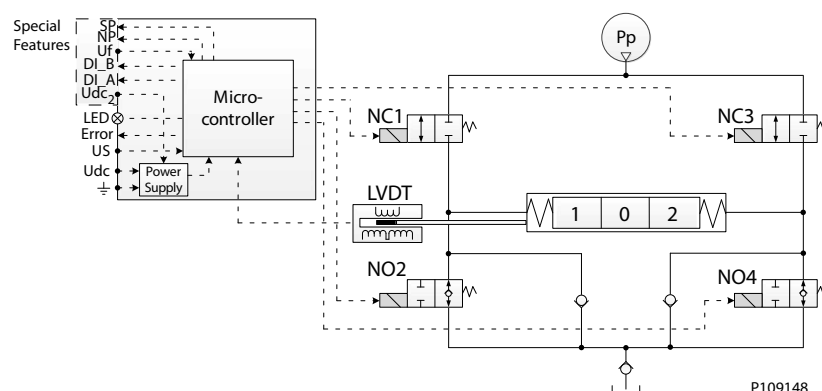 Special
Features
SP
NP
Uf
DI_B
DI_A
Udc2
LED
Error
US
Udc
Micro-
controller
Power
Supply
Pp
NC1
NC3
LVDT
1 0 2
NO2
NO4
P109148